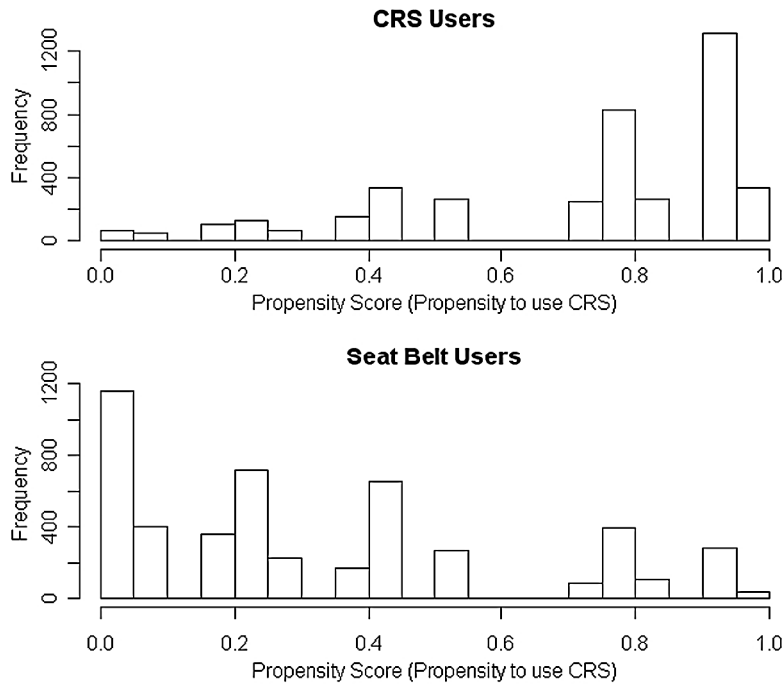 CRS Users
Frequency
1200
800
400
0
0.0 0.2 0.4 0.6 0.8 1.0
Propensity Score (Propensity to use CRS)
Seat Belt Users
Frequency
1200
800
400
0
0.0 0.2 0.4 0.6 0.8 1.0
Propensity Score (Propensity to use CRS)